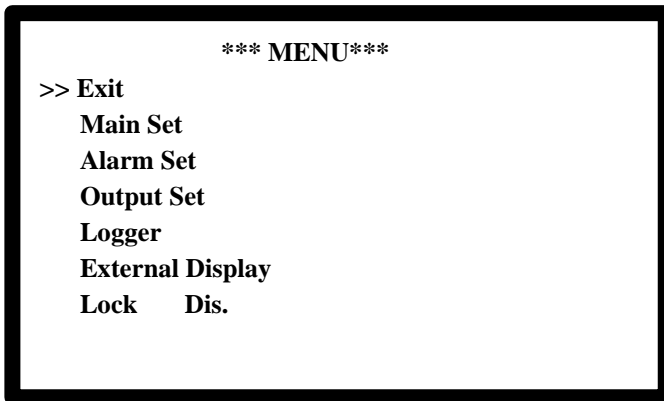 *** MENU***
>> Exit
Main Set
Alarm Set
Output Set
Logger
External Display
Lock Dis.